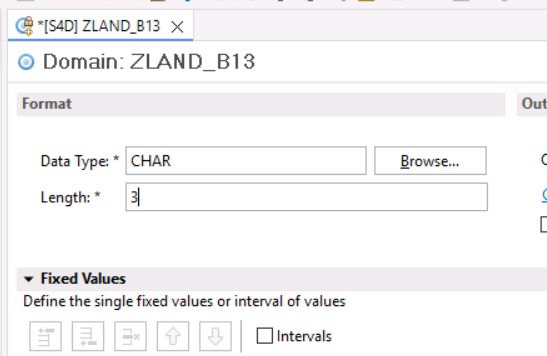 *[S4D] ZLAND_B13
Domain: ZLAND_B13
Format
Out
Data Type: * CHAR Browse...
Length: * 3
Fixed Values
Define the single fixed values or interval of values
Intervals